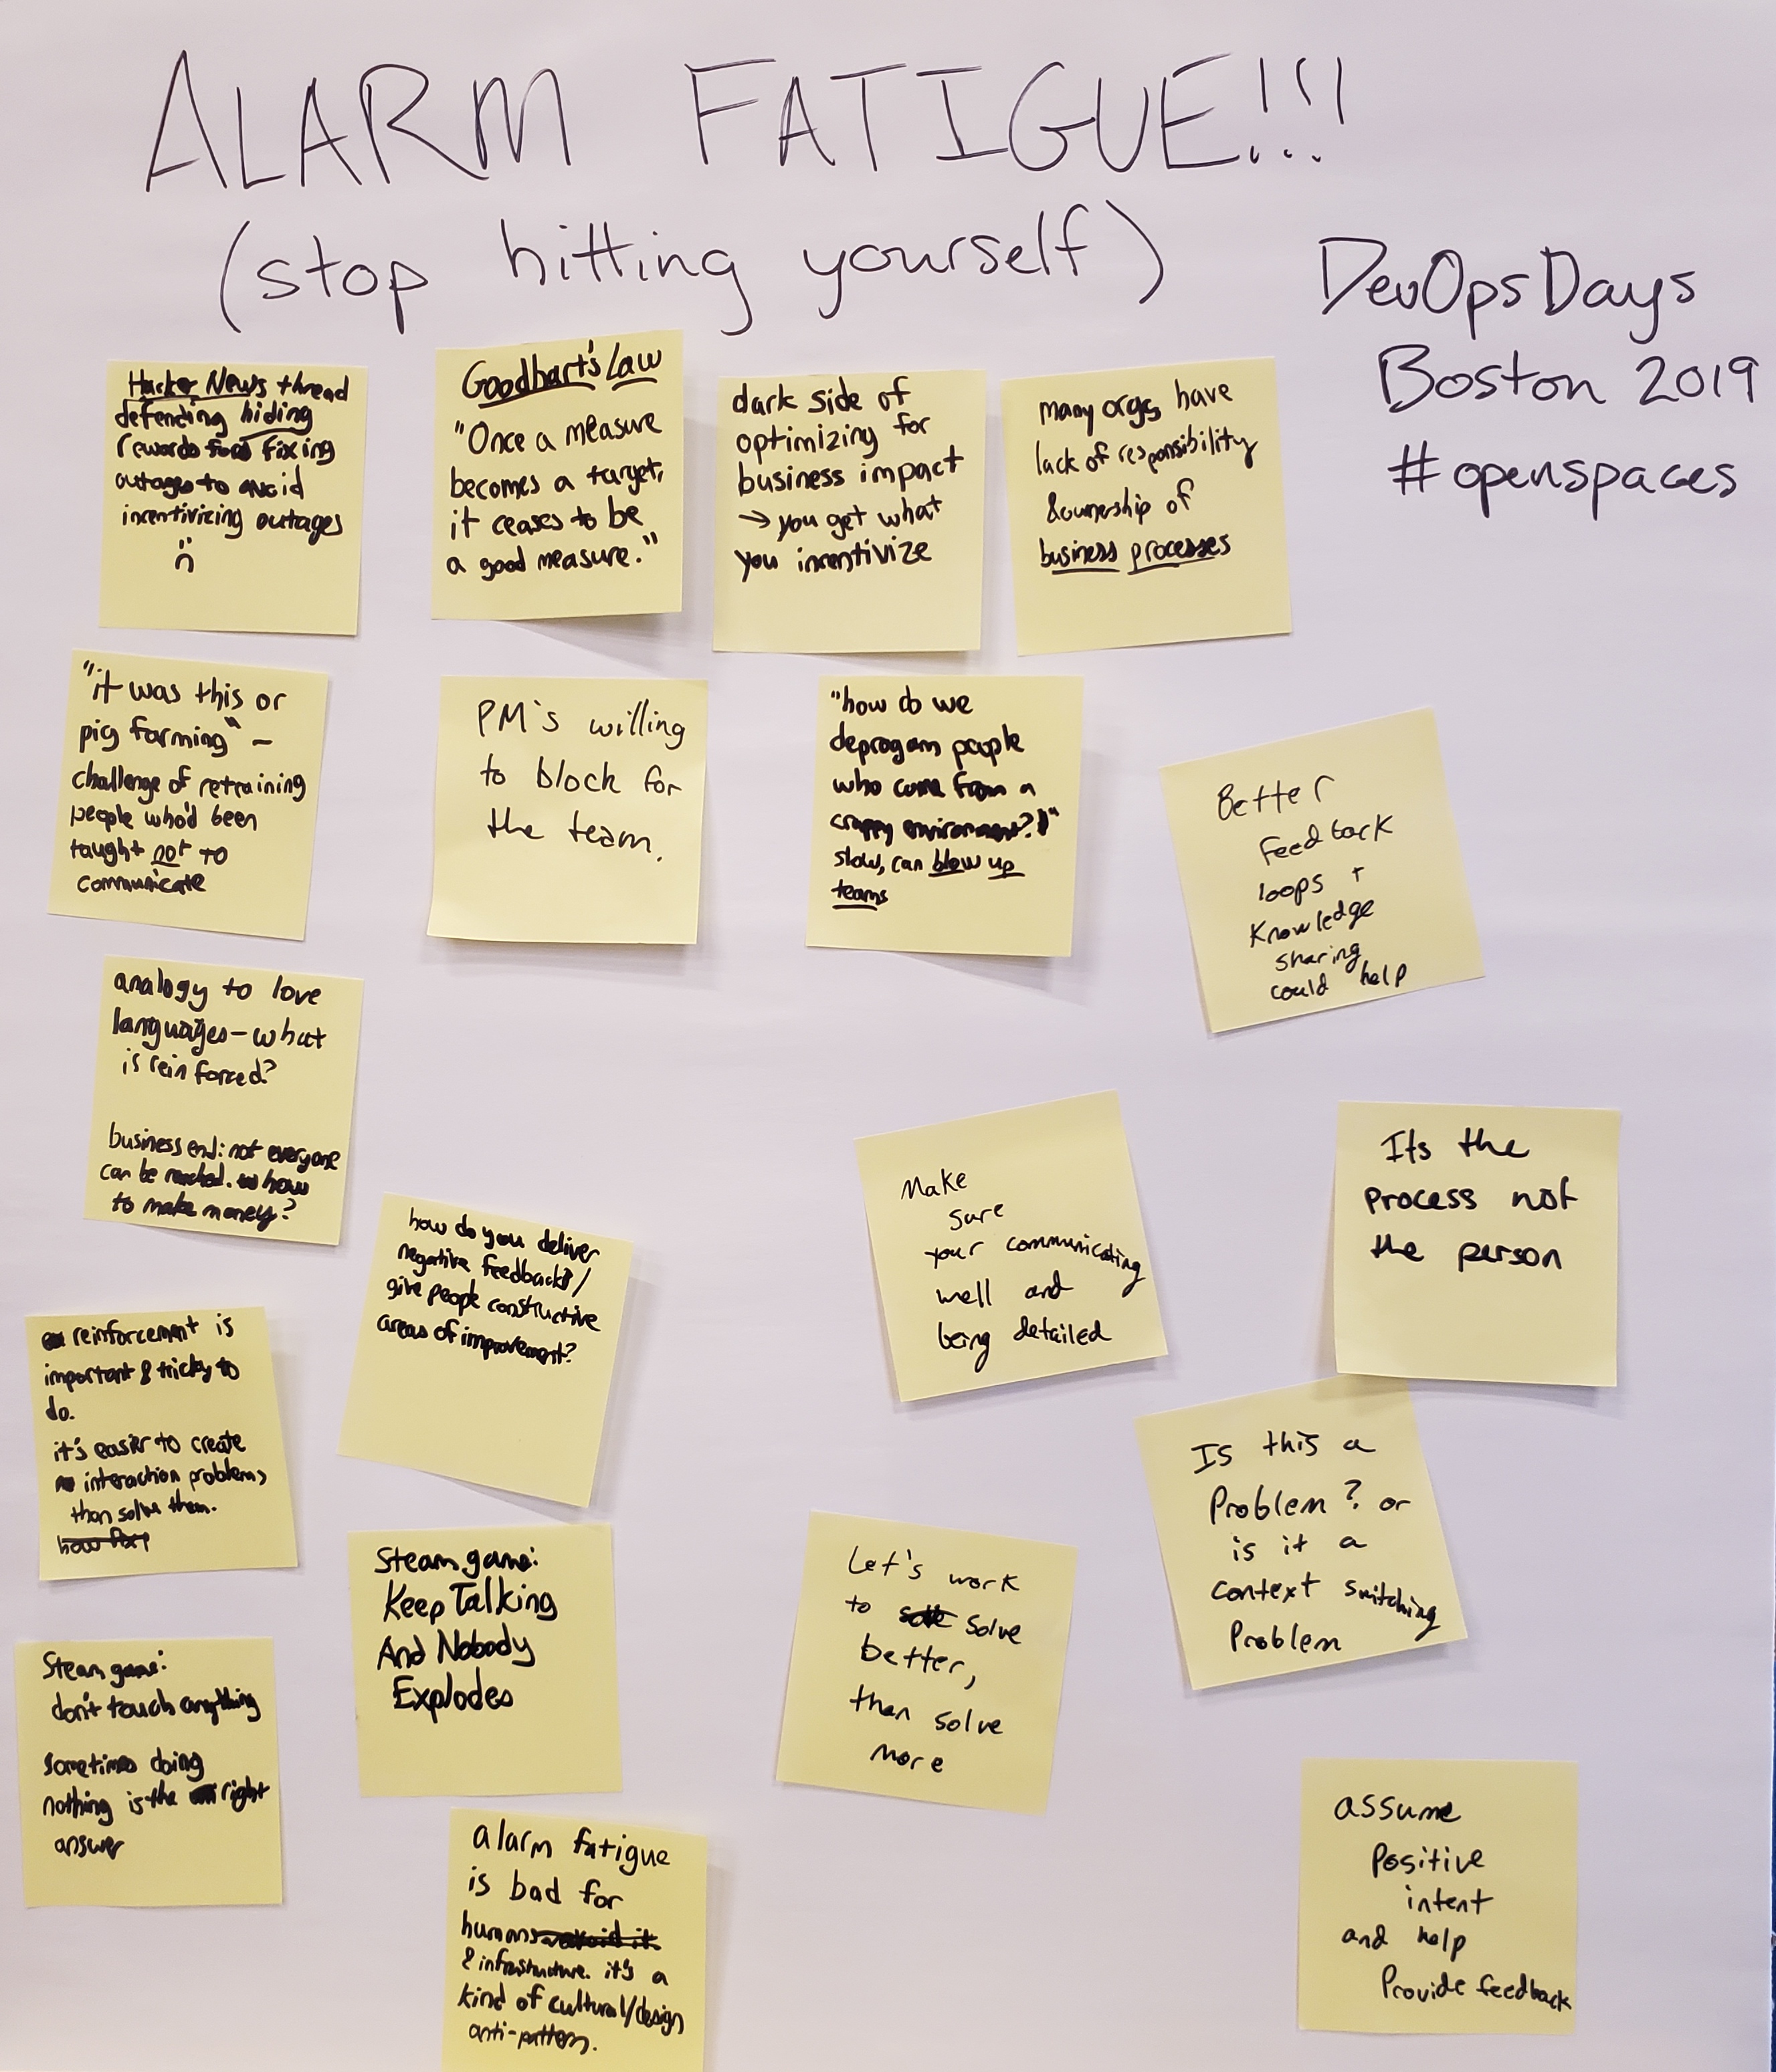 ALARM FATIGUE!!!
(stop hitting yourself)
DevOpsDays
Boston 2019
#openspaces
Hacker News thread
defending hiding
rewards for fixing
outages to avoid
incentivizing outages
Goodhart's Law
"Once a measure
becomes a target,
it ceases to be
a good measure."
dark side of
optimizing for
business impact
→ you get what
you incentivize
many orgs have
lack of responsibility
& ownership of
business processes
"it was this or
pig farming" –
challenge of retraining
people who'd been
taught not to
communicate
PM's willing
to block for
the team.
"how do we
deprogram people
who come from a
crappy environment?"
slow, can blow up
teams
Better
feedback
loops +
knowledge
sharing
could help
analogy to love
languages – what
is reinforced?
business end: not everyone
can be reached. how
to make money?
how do you deliver
negative feedback/
give people constructive
areas of improvement?
Make
sure
your communicating
well and
being detailed
Its the
process not
the person
reinforcement is
important & tricky to
do.
it's easier to create
interaction problems
than solve them.
Is this a
Problem? or
is it a
context switching
Problem
Steam game:
Keep Talking
And Nobody
Explodes
Let's work
to solve
better,
than solve
more
Steam game:
don't touch anything
sometimes doing
nothing is the right
answer
assume
Positive
intent
and help
Provide feedback
alarm fatigue
is bad for
humans
& infrastructure. it's a
kind of cultural/design
anti-pattern.